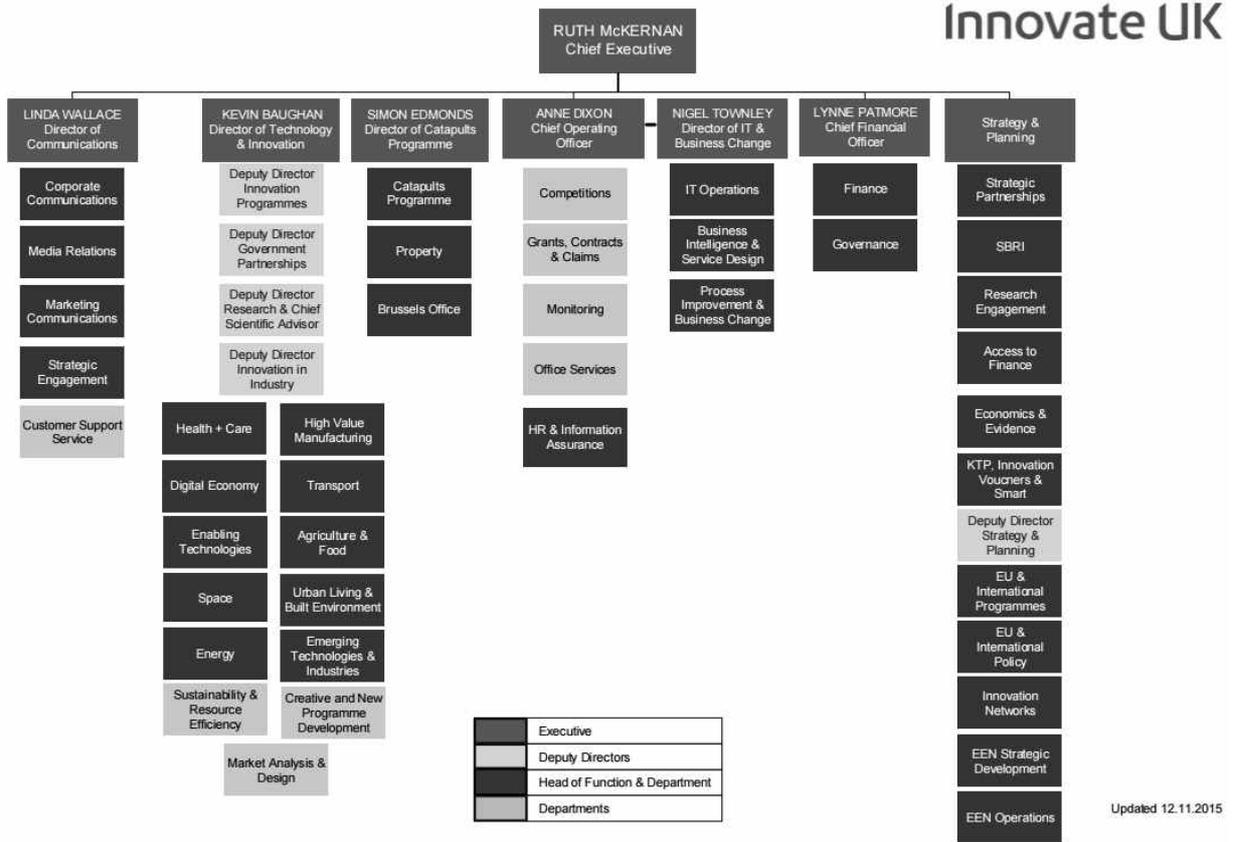 Innovate UK
RUTH McKERNAN
Chief Executive
LINDA WALLACE
Director of
Communications
KEVIN BAUGHAN
Director of Technology
& Innovation
SIMON EDMONDS
Director of Catapults
Programme
ANNE DIXON
Chief Operating
Officer
NIGEL TOWNLEY
Director of IT &
Business Change
LYNNE PATMORE
Chief Financial
Officer
Strategy &
Planning
Corporate
Communications
Media Relations
Marketing
Communications
Strategic
Engagement
Customer Support
Service
Deputy Director
Innovation
Programmes
Deputy Director
Government
Partnerships
Deputy Director
Research & Chief
Scientific Advisor
Deputy Director
Innovation in
Industry
Health + Care
High Value
Manufacturing
Digital Economy
Transport
Enabling
Technologies
Agriculture &
Food
Space
Urban Living &
Built Environment
Energy
Emerging
Technologies &
Industries
Sustainability &
Resource
Efficiency
Creative and New
Programme
Development
Market Analysis &
Design
Catapults
Programme
Property
Brussels Office
Competitions
Grants, Contracts
& Claims
Monitoring
Office Services
HR & Information
Assurance
IT Operations
Business
Intelligence &
Service Design
Process
Improvement &
Business Change
Finance
Governance
Strategic
Partnerships
SBRI
Research
Engagement
Access to
Finance
Economics &
Evidence
KTP, Innovation
Voucners &
Smart
Deputy Director
Strategy &
Planning
EU &
International
Programmes
EU &
International
Policy
Innovation
Networks
EEN Strategic
Development
EEN Operations
Executive
Deputy Directors
Head of Function & Department
Departments
Updated 12.11.2015